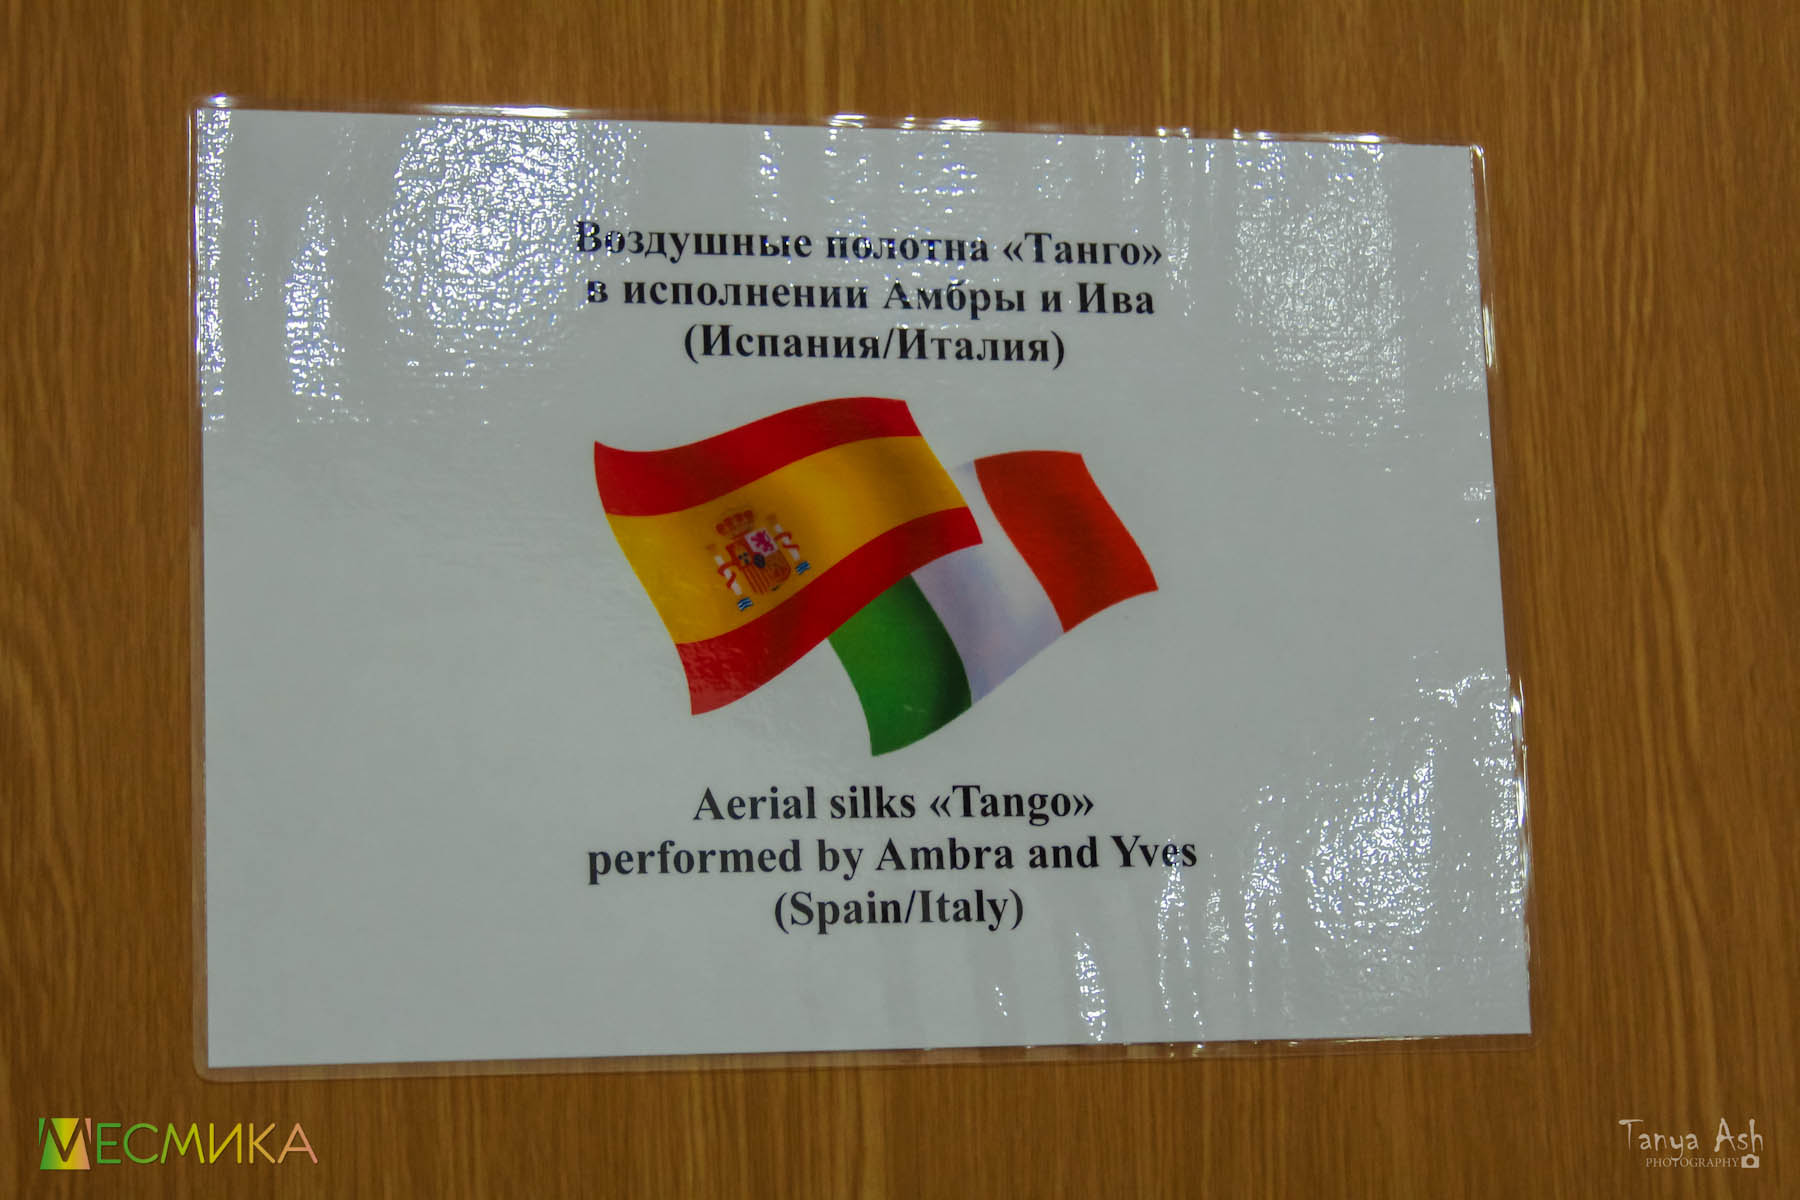 Воздушные полотна «Танго»
в исполнении Амбры и Ива
(Испания/Италия)
Aerial silks «Tango»
performed by Ambra and Yves
(Spain/Italy)
МЕСМИКА
Tanya Ash
PHOTOGRAPHY